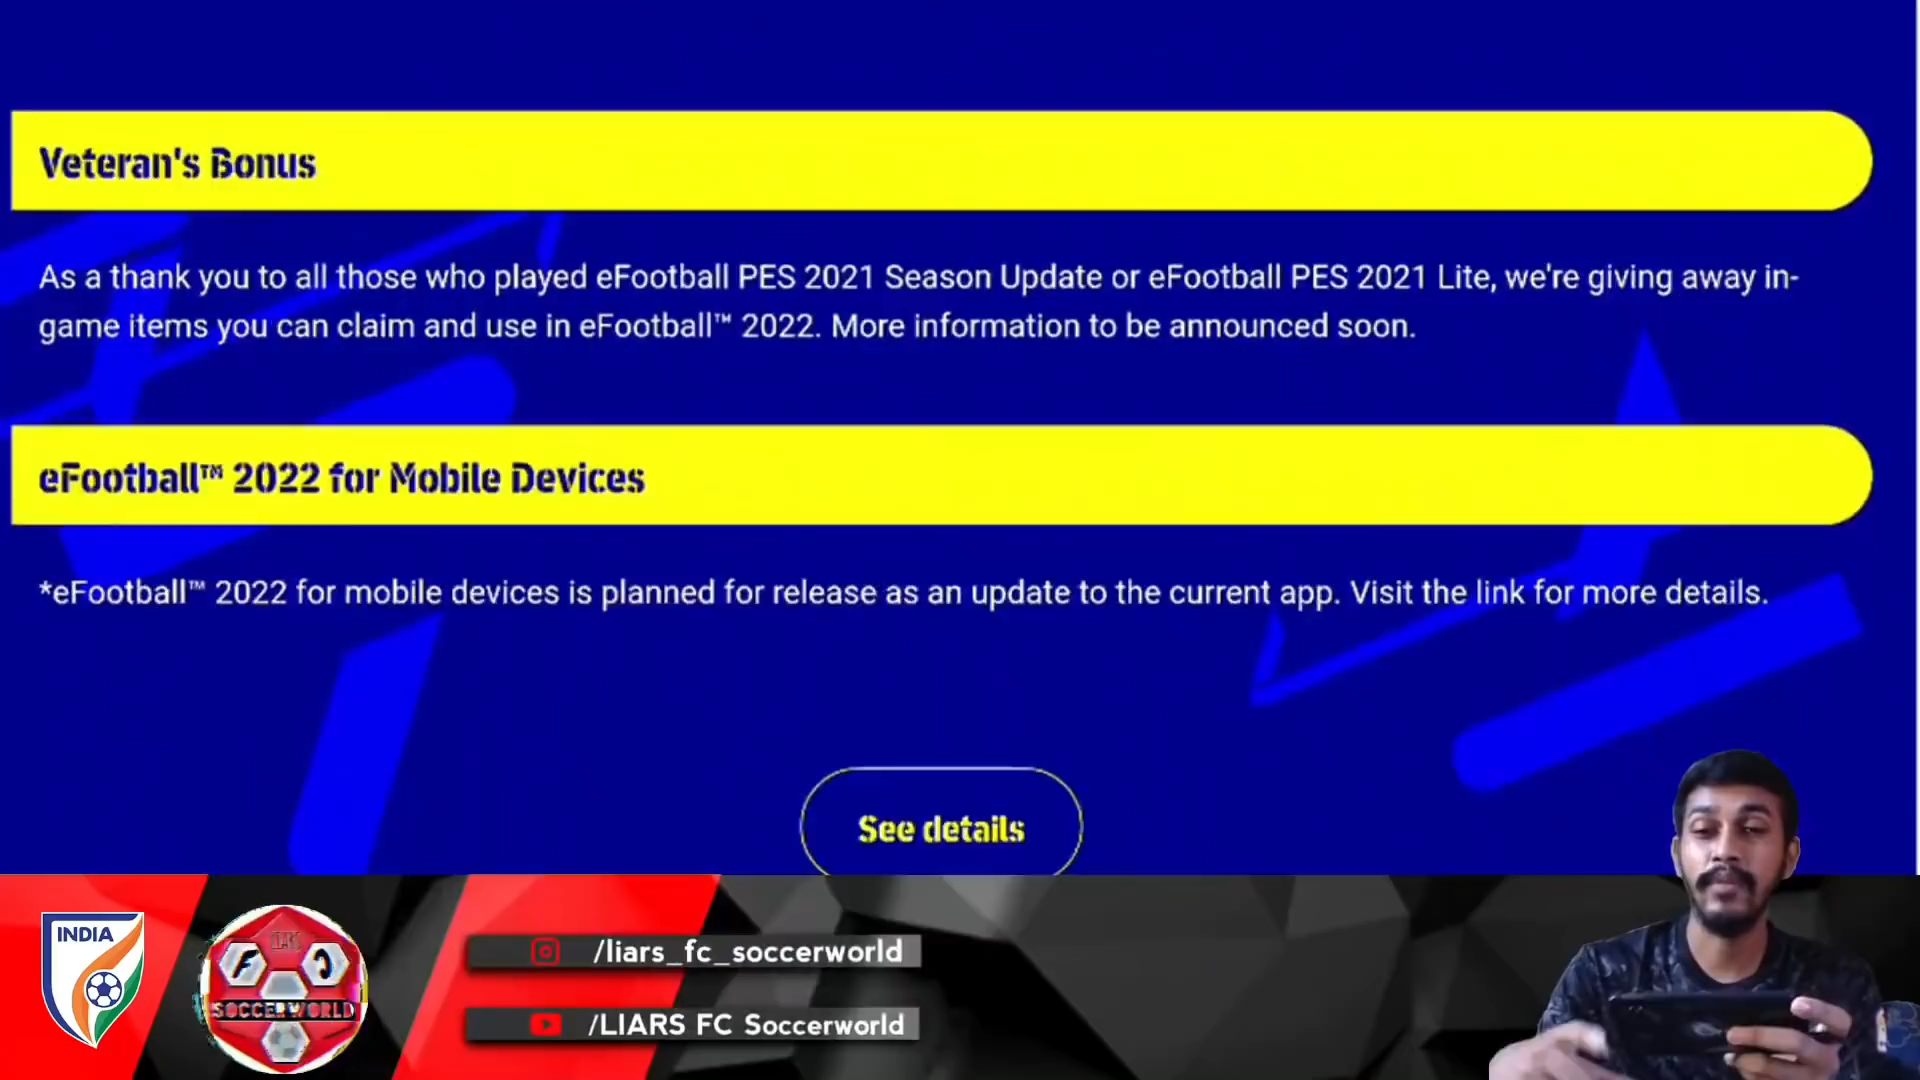 Veteran's Bonus
As a thank you to all those who played eFootball PES 2021 Season Update or eFootball PES 2021 Lite, we're giving away in-
game items you can claim and use in eFootball™ 2022. More information to be announced soon.
eFootball™ 2022 for Mobile Devices
*eFootball™ 2022 for mobile devices is planned for release as an update to the current app. Visit the link for more details.
See details
INDIA
SOCCERWORLD
/liars_fc_soccerworld
/LIARS FC Soccerworld